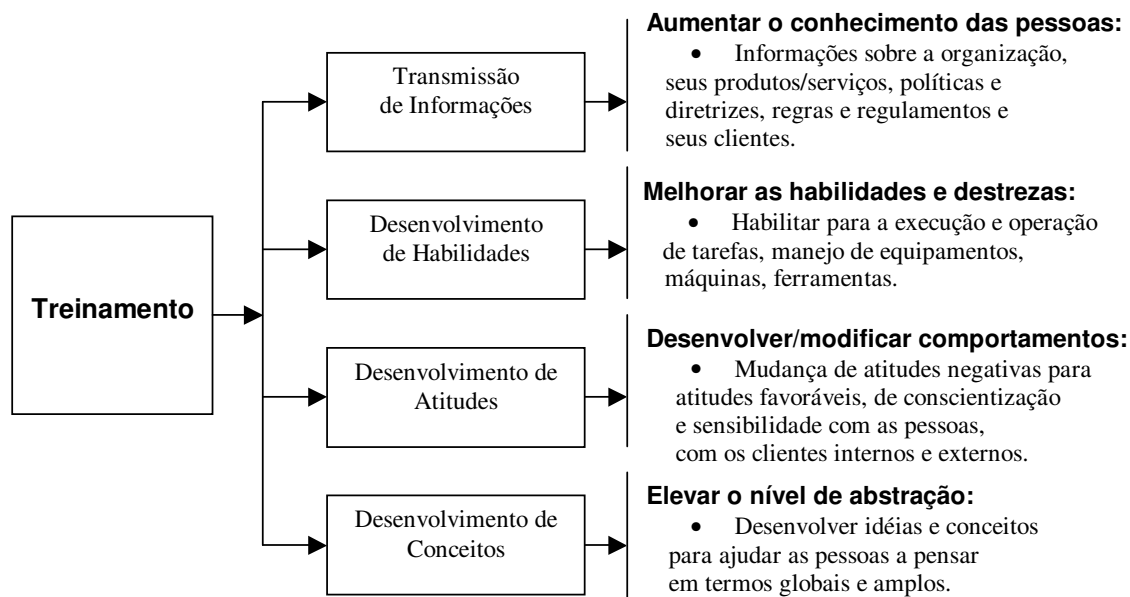 Treinamento
Transmissão
de Informações
Aumentar o conhecimento das pessoas:
• Informações sobre a organização,
seus produtos/serviços, políticas e
diretrizes, regras e regulamentos e
seus clientes.
Desenvolvimento
de Habilidades
Melhorar as habilidades e destrezas:
• Habilitar para a execução e operação
de tarefas, manejo de equipamentos,
máquinas, ferramentas.
Desenvolvimento de
Atitudes
Desenvolver/modificar comportamentos:
• Mudança de atitudes negativas para
atitudes favoráveis, de conscientização
e sensibilidade com as pessoas,
com os clientes internos e externos.
Desenvolvimento de
Conceitos
Elevar o nível de abstração:
• Desenvolver idéias e conceitos
para ajudar as pessoas a pensar
em termos globais e amplos.